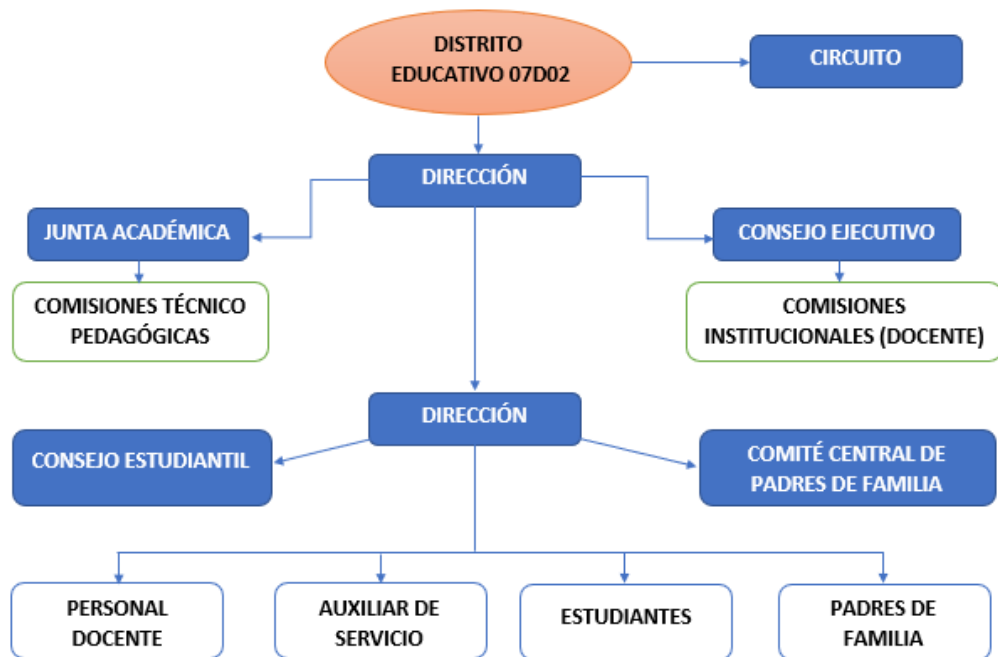 DISTRITO
EDUCATIVO 07D02
CIRCUITO
DIRECCIÓN
JUNTA ACADÉMICA
CONSEJO EJECUTIVO
COMISIONES TÉCNICO
PEDAGÓGICAS
COMISIONES
INSTITUCIONALES (DOCENTE)
DIRECCIÓN
CONSEJO ESTUDIANTIL
COMITÉ CENTRAL DE
PADRES DE FAMILIA
PERSONAL
DOCENTE
AUXILIAR DE
SERVICIO
ESTUDIANTES
PADRES DE
FAMILIA